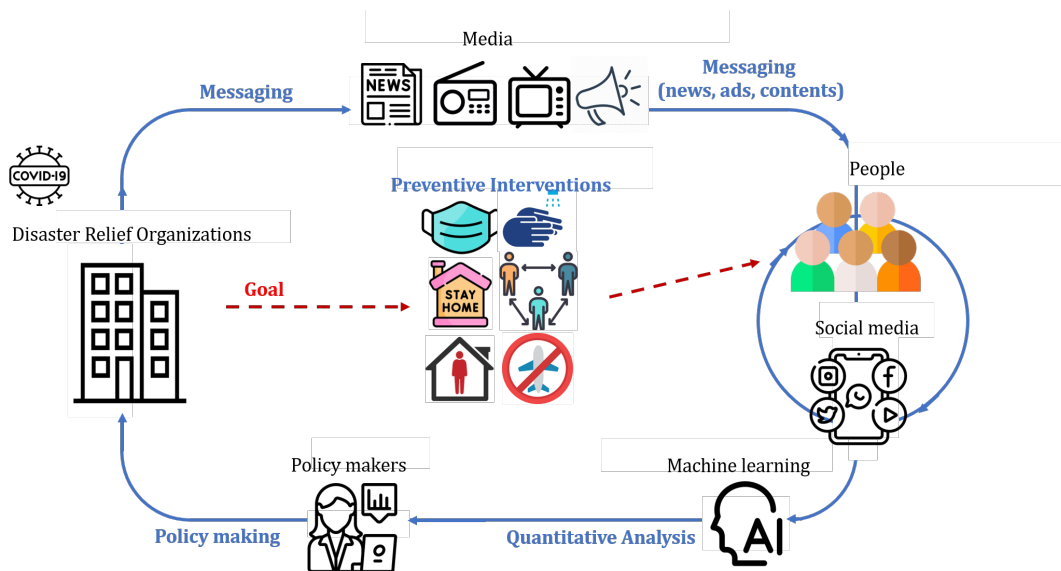 Media
Messaging
NEWS
Messaging
(news, ads, contents)
COVID-19
People
Preventive Interventions
Disaster Relief Organizations
Goal
STAY
HOME
Social media
Policy makers
Machine learning
AI
Policy making
Quantitative Analysis